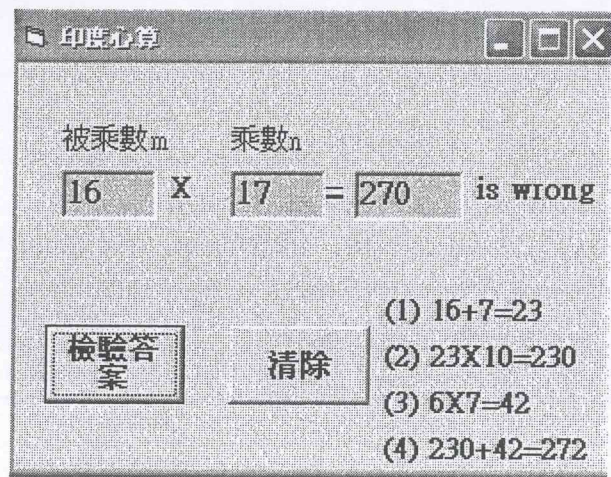 印度心算
被乘數m 乘數n
16 X 17 = 270 is wrong
(1) 16+7=23
檢驗答案
清除
(2) 23X10=230
(3) 6X7=42
(4) 230+42=272